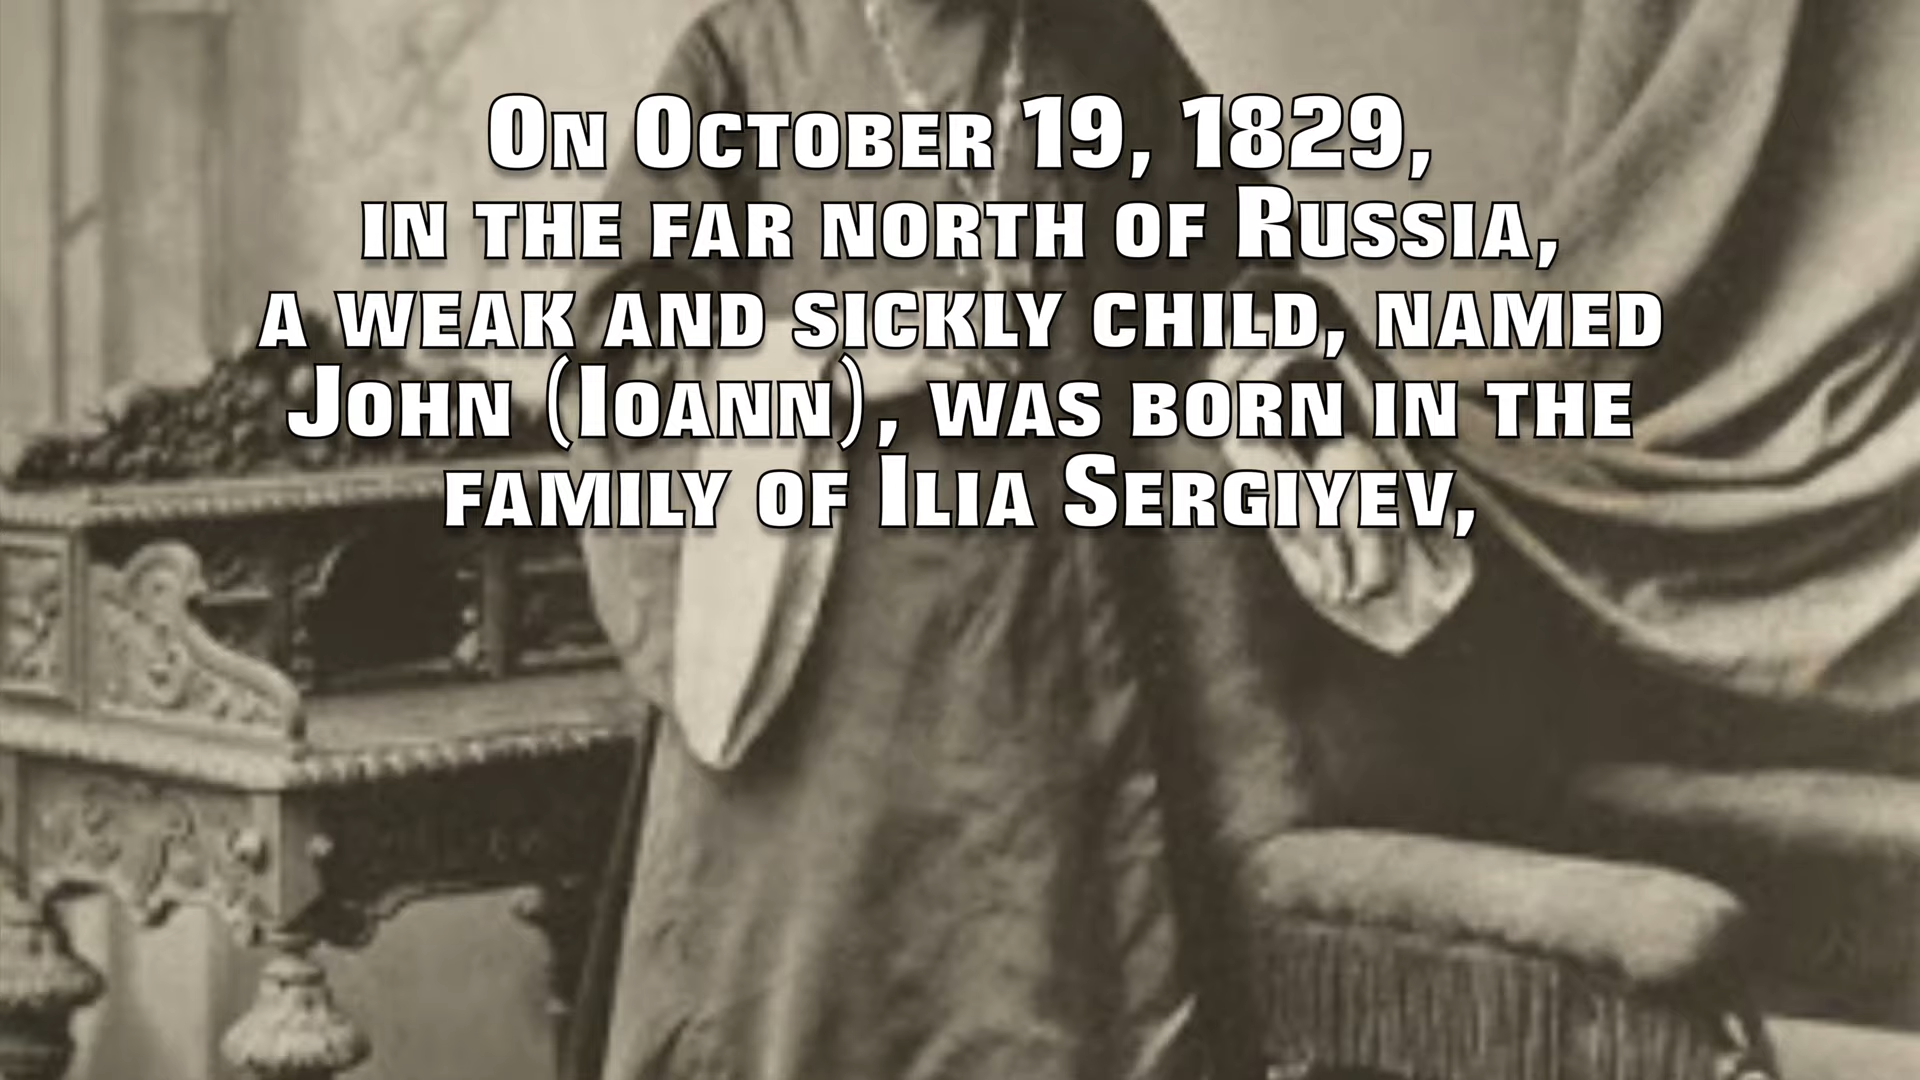 On October 19, 1829,
in the far north of Russia,
a weak and sickly child, named
John (Ioann), was born in the
family of Ilia Sergiyev,